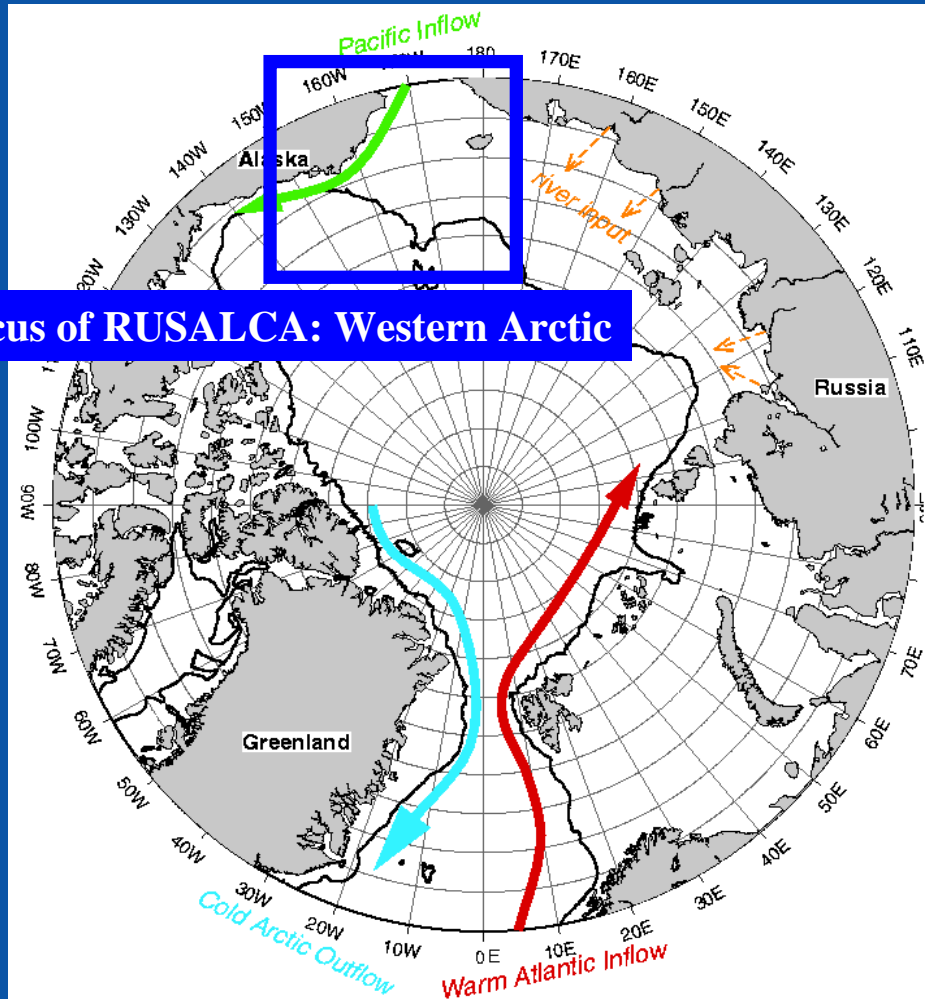 Pacific Inflow
180
170E
160W
160E
150W
150E
Alaska
140W
140E
river input
130W
130E
20W
120E
cus of RUSALCA: Western Arctic
110E
Russia
100W
90W
80W
70W
70E
60W
60E
Greenland
50W
50E
40W
40E
30W
30E
20W
20E
10W
10E
0E
Cold Arctic Outflow
Warm Atlantic Inflow